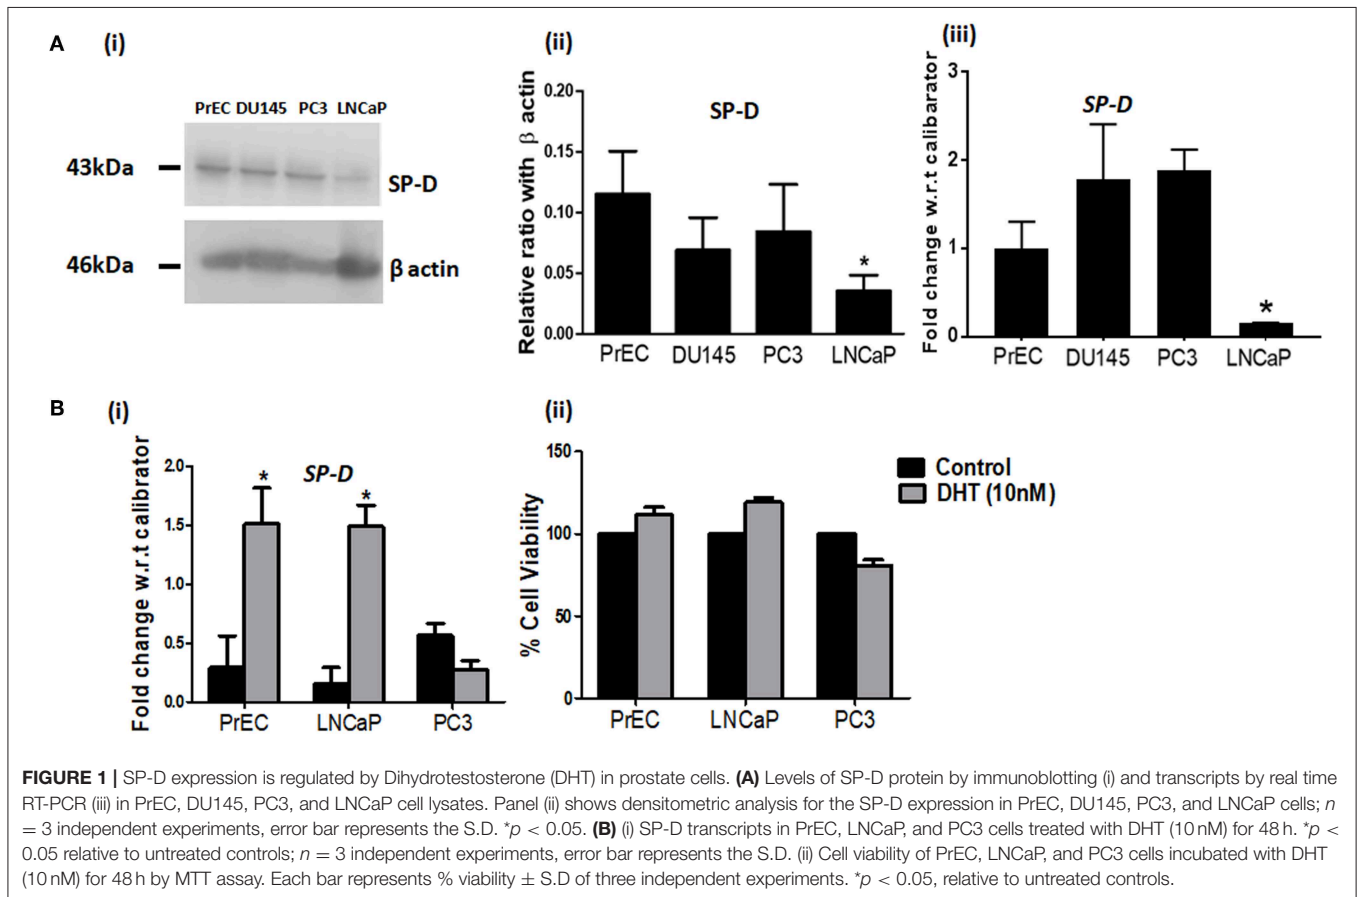 A
(i)
PrEC DU145 PC3 LNCaP
43kDa
SP-D
46kDa
β actin
(ii)
Relative ratio with β actin
0.20
0.15
0.10
0.05
0.00
SP-D
*
PrEC
DU145
PC3
LNCaP
(iii)
Fold change w.r.t calibarator
3
2
1
0
SP-D
*
PrEC
DU145
PC3
LNCaP
B
(i)
Fold change w.r.t calibrator
2.0
1.5
1.0
0.5
0.0
SP-D
*
*
PrEC
LNCaP
PC3
(ii)
% Cell Viability
150
100
50
0
PrEC
LNCaP
PC3
Control
DHT (10nM)
FIGURE 1 | SP-D expression is regulated by Dihydrotestosterone (DHT) in prostate cells. (A) Levels of SP-D protein by immunoblotting (i) and transcripts by real time
RT-PCR (iii) in PrEC, DU145, PC3, and LNCaP cell lysates. Panel (ii) shows densitometric analysis for the SP-D expression in PrEC, DU145, PC3, and LNCaP cells; n
= 3 independent experiments, error bar represents the S.D. *p < 0.05. (B) (i) SP-D transcripts in PrEC, LNCaP, and PC3 cells treated with DHT (10 nM) for 48 h. *p <
0.05 relative to untreated controls; n = 3 independent experiments, error bar represents the S.D. (ii) Cell viability of PrEC, LNCaP, and PC3 cells incubated with DHT
(10 nM) for 48 h by MTT assay. Each bar represents % viability ± S.D of three independent experiments. *p < 0.05, relative to untreated controls.